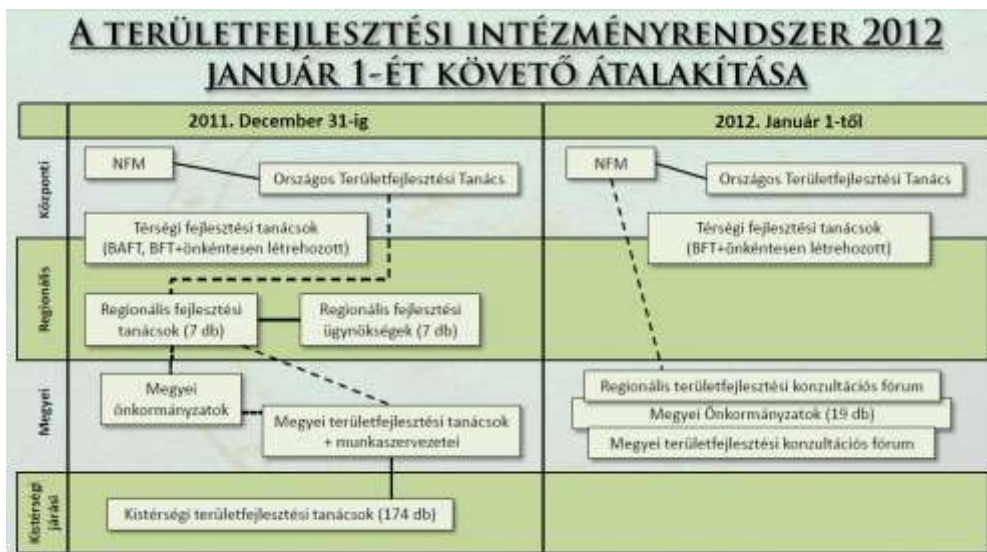 A TERÜLETFEJLESZTÉSI INTÉZMÉNYRENDSZER 2012
JANUÁR 1-ÉT KÖVETŐ ÁTALAKÍTÁSA
2011. December 31-ig
2012. Január 1-től
Központi
NFM
Országos Területfejlesztési Tanács
Térségi fejlesztési tanácsok
(BAFT, BFT+önkéntesen létrehozott)
NFM
Országos Területfejlesztési Tanács
Térségi fejlesztési tanácsok
(BFT+önkéntesen létrehozott)
Regionális
Regionális fejlesztési
tanácsok (7 db)
Regionális fejlesztési
ügynökségek (7 db)
Megyei
Megyei
önkormányzatok
Megyei területfejlesztési tanácsok
+ munkaszervezetei
Regionális területfejlesztési konzultációs fórum
Megyei Önkormányzatok (19 db)
Megyei területfejlesztési konzultációs fórum
Kistérségi
járási
Kistérségi területfejlesztési tanácsok (174 db)